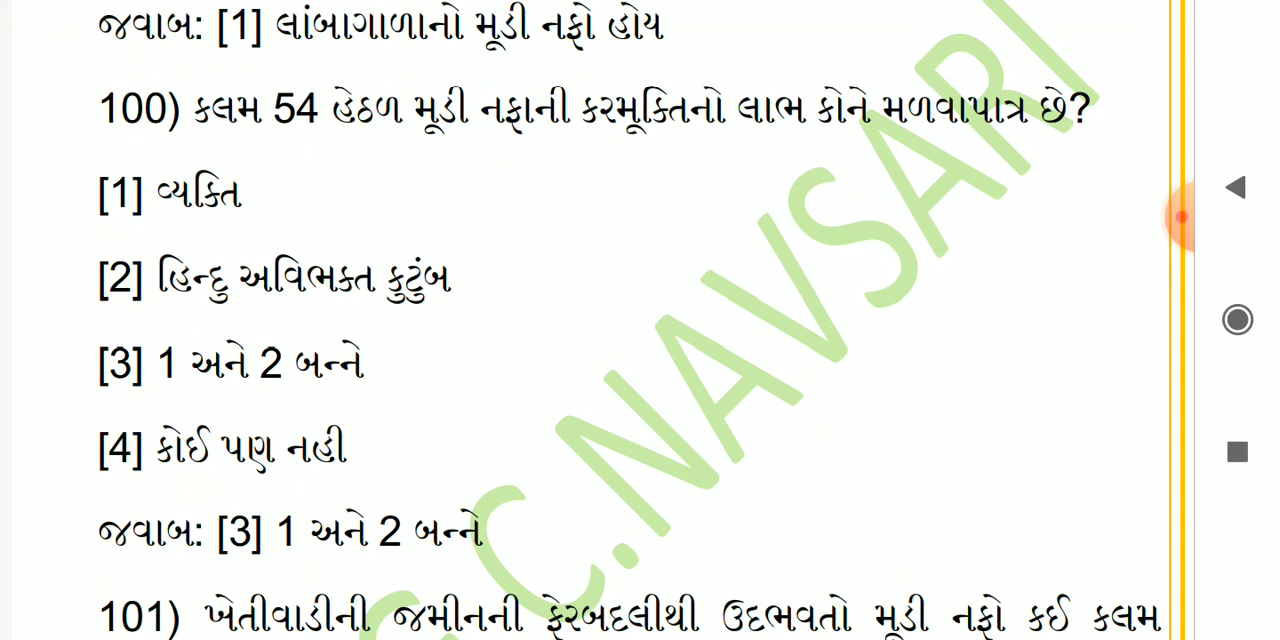 જવાબ: [1] લાંબાગાળાનો મૂડી નફો હોય
100) કલમ 54 હેઠળ મૂડી નફાની કરમૂક્તિનો લાભ કોને મળવાપાત્ર છે?
[1] વ્યક્તિ
[2] હિન્દુ અવિભક્ત કુટુંબ
[3] 1 અને 2 બન્ને
[4] કોઈ પણ નહી
જવાબ: [3] 1 અને 2 બન્ને
101) ખેતીવાડીની જમીનની ફેરબદલીથી ઉદભવતો મૂડી નફો કઈ કલમ
C.NAVSARI